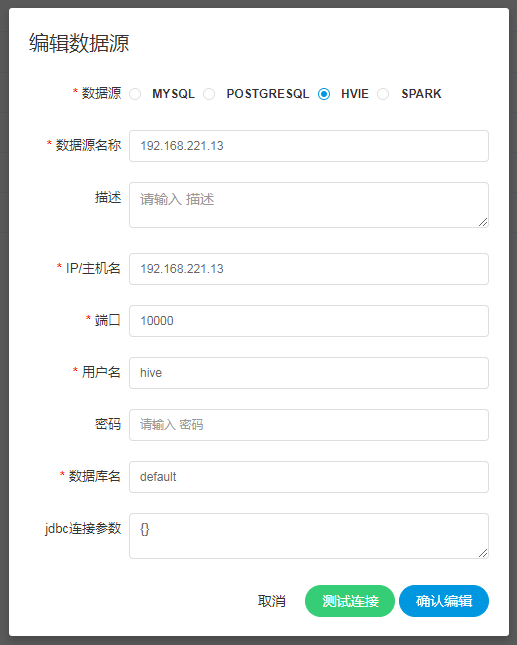 编辑数据源
* 数据源 MYSQL POSTGRESQL HVIE SPARK
* 数据源名称 192.168.221.13
描述 请输入 描述
* IP/主机名 192.168.221.13
* 端口 10000
* 用户名 hive
密码 请输入 密码
* 数据库名 default
jdbc连接参数 {}
取消 测试连接 确认编辑